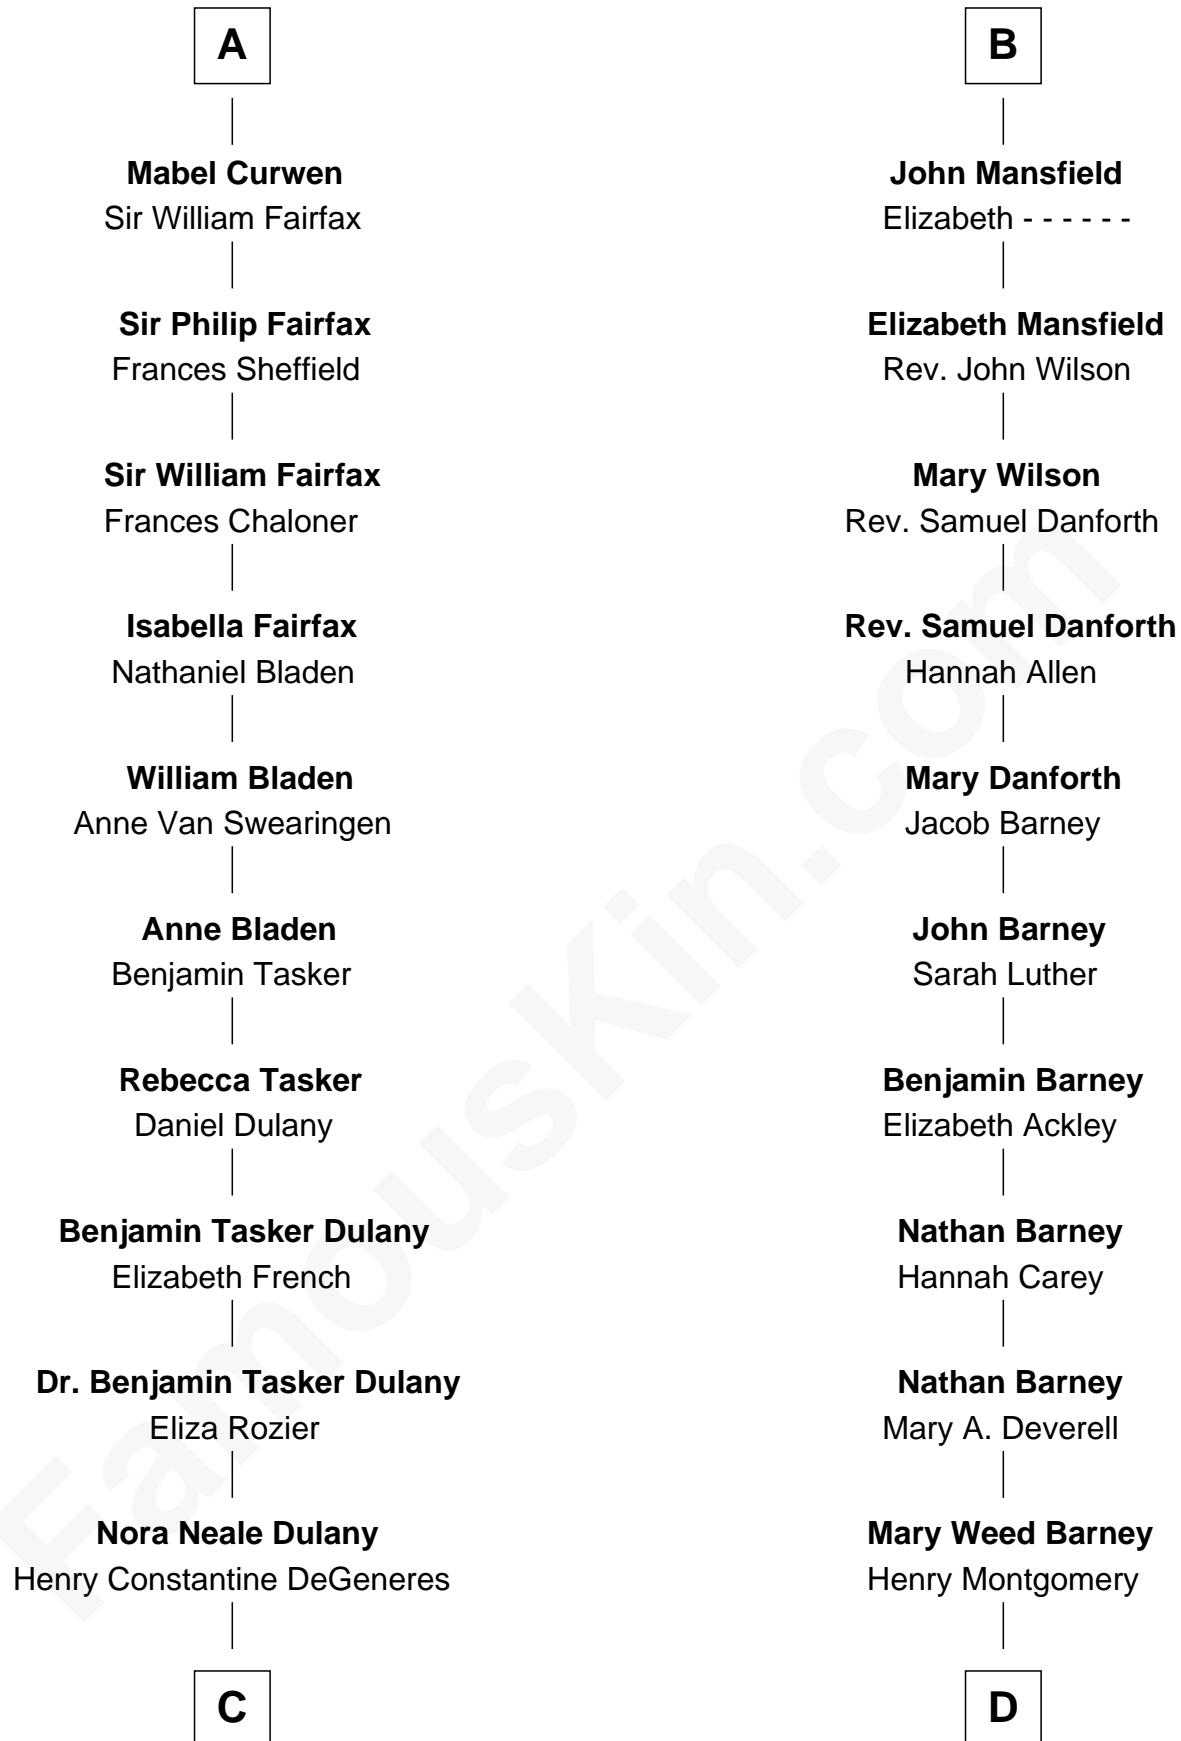 A
Mabel Curwen
Sir William Fairfax
Sir Philip Fairfax
Frances Sheffield
Sir William Fairfax
Frances Chaloner
Isabella Fairfax
Nathaniel Bladen
William Bladen
Anne Van Swearingen
Anne Bladen
Benjamin Tasker
Rebecca Tasker
Daniel Dulany
Benjamin Tasker Dulany
Elizabeth French
Dr. Benjamin Tasker Dulany
Eliza Rozier
Nora Neale Dulany
Henry Constantine DeGeneres
C
B
John Mansfield
Elizabeth - - - - - -
Elizabeth Mansfield
Rev. John Wilson
Mary Wilson
Rev. Samuel Danforth
Rev. Samuel Danforth
Hannah Allen
Mary Danforth
Jacob Barney
John Barney
Sarah Luther
Benjamin Barney
Elizabeth Ackley
Nathan Barney
Hannah Carey
Nathan Barney
Mary A. Deverell
Mary Weed Barney
Henry Montgomery
D
FamousKin.com